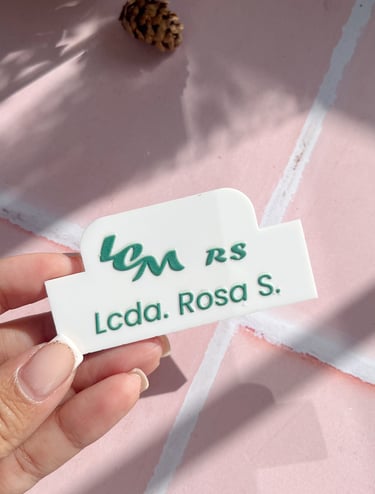 LCM RS
Lcda. Rosa S.